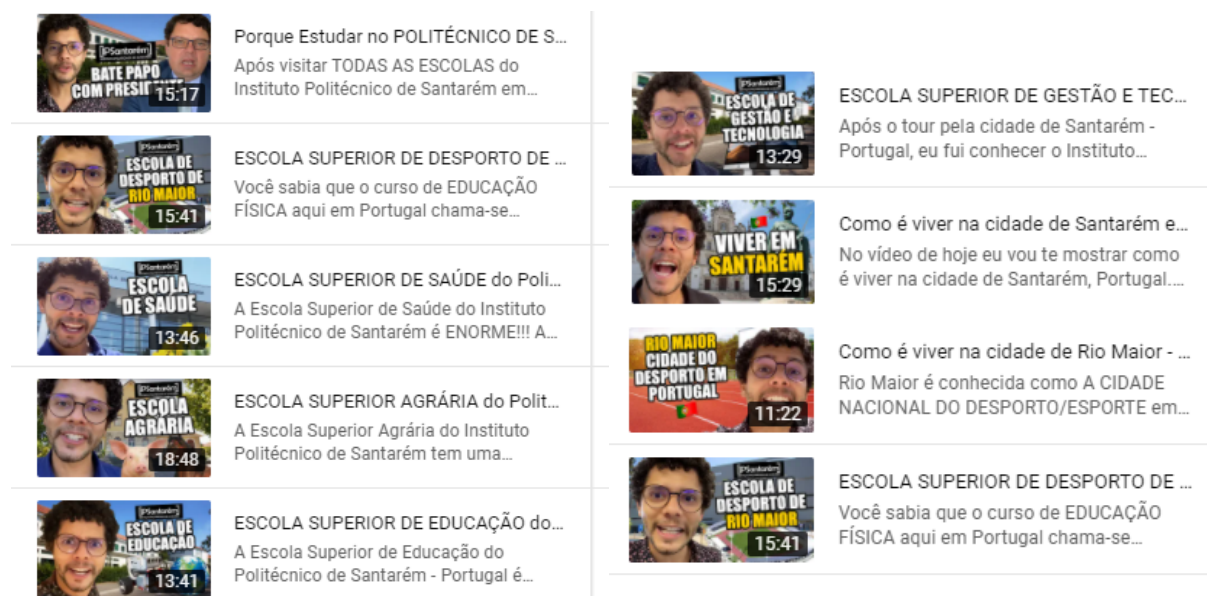 IPSantarém
BATE PAPO
COM PRESIDENTE
15:17
Porque Estudar no POLITÉCNICO DE S...
Após visitar TODAS AS ESCOLAS do
Instituto Politécnico de Santarém em...
IPSantarém
ESCOLA DE
DESPORTO DE
RIO MAIOR
15:41
ESCOLA SUPERIOR DE DESPORTO DE ...
Você sabia que o curso de EDUCAÇÃO
FÍSICA aqui em Portugal chama-se...
IPSantarém
ESCOLA
DE SAÚDE
13:46
ESCOLA SUPERIOR DE SAÚDE do Poli...
A Escola Superior de Saúde do Instituto
Politécnico de Santarém é ENORME!!! A...
IPSantarém
ESCOLA
AGRÁRIA
18:48
ESCOLA SUPERIOR AGRÁRIA do Polit...
A Escola Superior Agrária do Instituto
Politécnico de Santarém tem uma...
IPSantarém
ESCOLA DE
EDUCAÇÃO
13:41
ESCOLA SUPERIOR DE EDUCAÇÃO do...
A Escola Superior de Educação do
Politécnico de Santarém - Portugal é...
IPSantarém
ESCOLA DE
GESTÃO E
TECNOLOGIA
13:29
ESCOLA SUPERIOR DE GESTÃO E TEC...
Após o tour pela cidade de Santarém -
Portugal, eu fui conhecer o Instituto...
VIVER EM
SANTARÉM
15:29
Como é viver na cidade de Santarém e...
No vídeo de hoje eu vou te mostrar como
é viver na cidade de Santarém, Portugal....
RIO MAIOR
CIDADE DO
DESPORTO EM
PORTUGAL
11:22
Como é viver na cidade de Rio Maior - ...
Rio Maior é conhecida como A CIDADE
NACIONAL DO DESPORTO/ESPORTE em...
IPSantarém
ESCOLA DE
DESPORTO DE
RIO MAIOR
15:41
ESCOLA SUPERIOR DE DESPORTO DE ...
Você sabia que o curso de EDUCAÇÃO
FÍSICA aqui em Portugal chama-se...